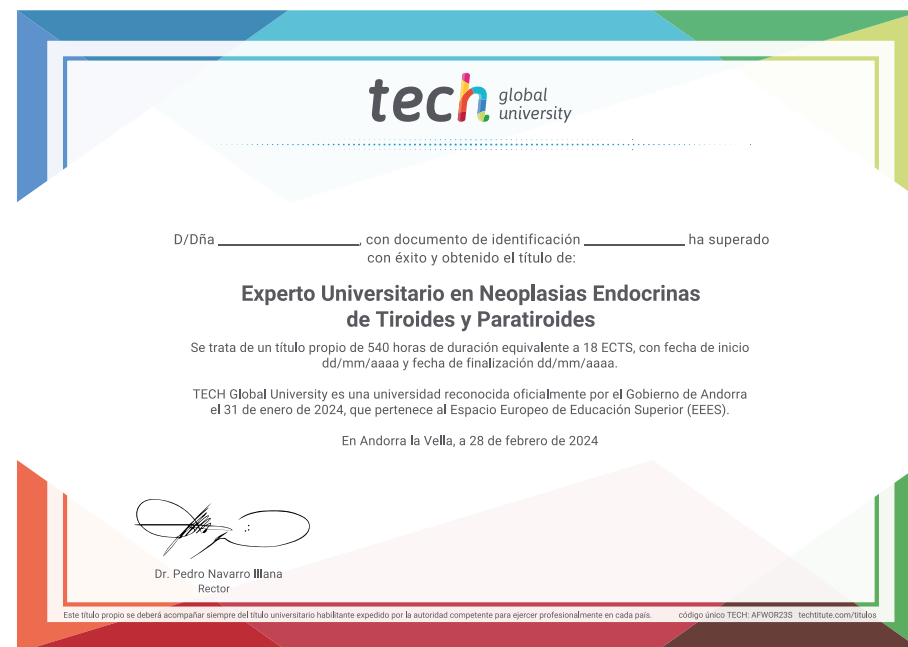 tech global university
D/Dña ____________________, con documento de identificación ______________ ha superado
con éxito y obtenido el título de:
Experto Universitario en Neoplasias Endocrinas
de Tiroides y Paratiroides
Se trata de un título propio de 540 horas de duración equivalente a 18 ECTS, con fecha de inicio
dd/mm/aaaa y fecha de finalización dd/mm/aaaa.
TECH Global University es una universidad reconocida oficialmente por el Gobierno de Andorra
el 31 de enero de 2024, que pertenece al Espacio Europeo de Educación Superior (EEES).
En Andorra la Vella, a 28 de febrero de 2024
Dr. Pedro Navarro Illana
Rector
Este título propio se deberá acompañar siempre del título universitario habilitante expedido por la autoridad competente para ejercer profesionalmente en cada país. código único TECH: AFWOR23S techtitute.com/titulos